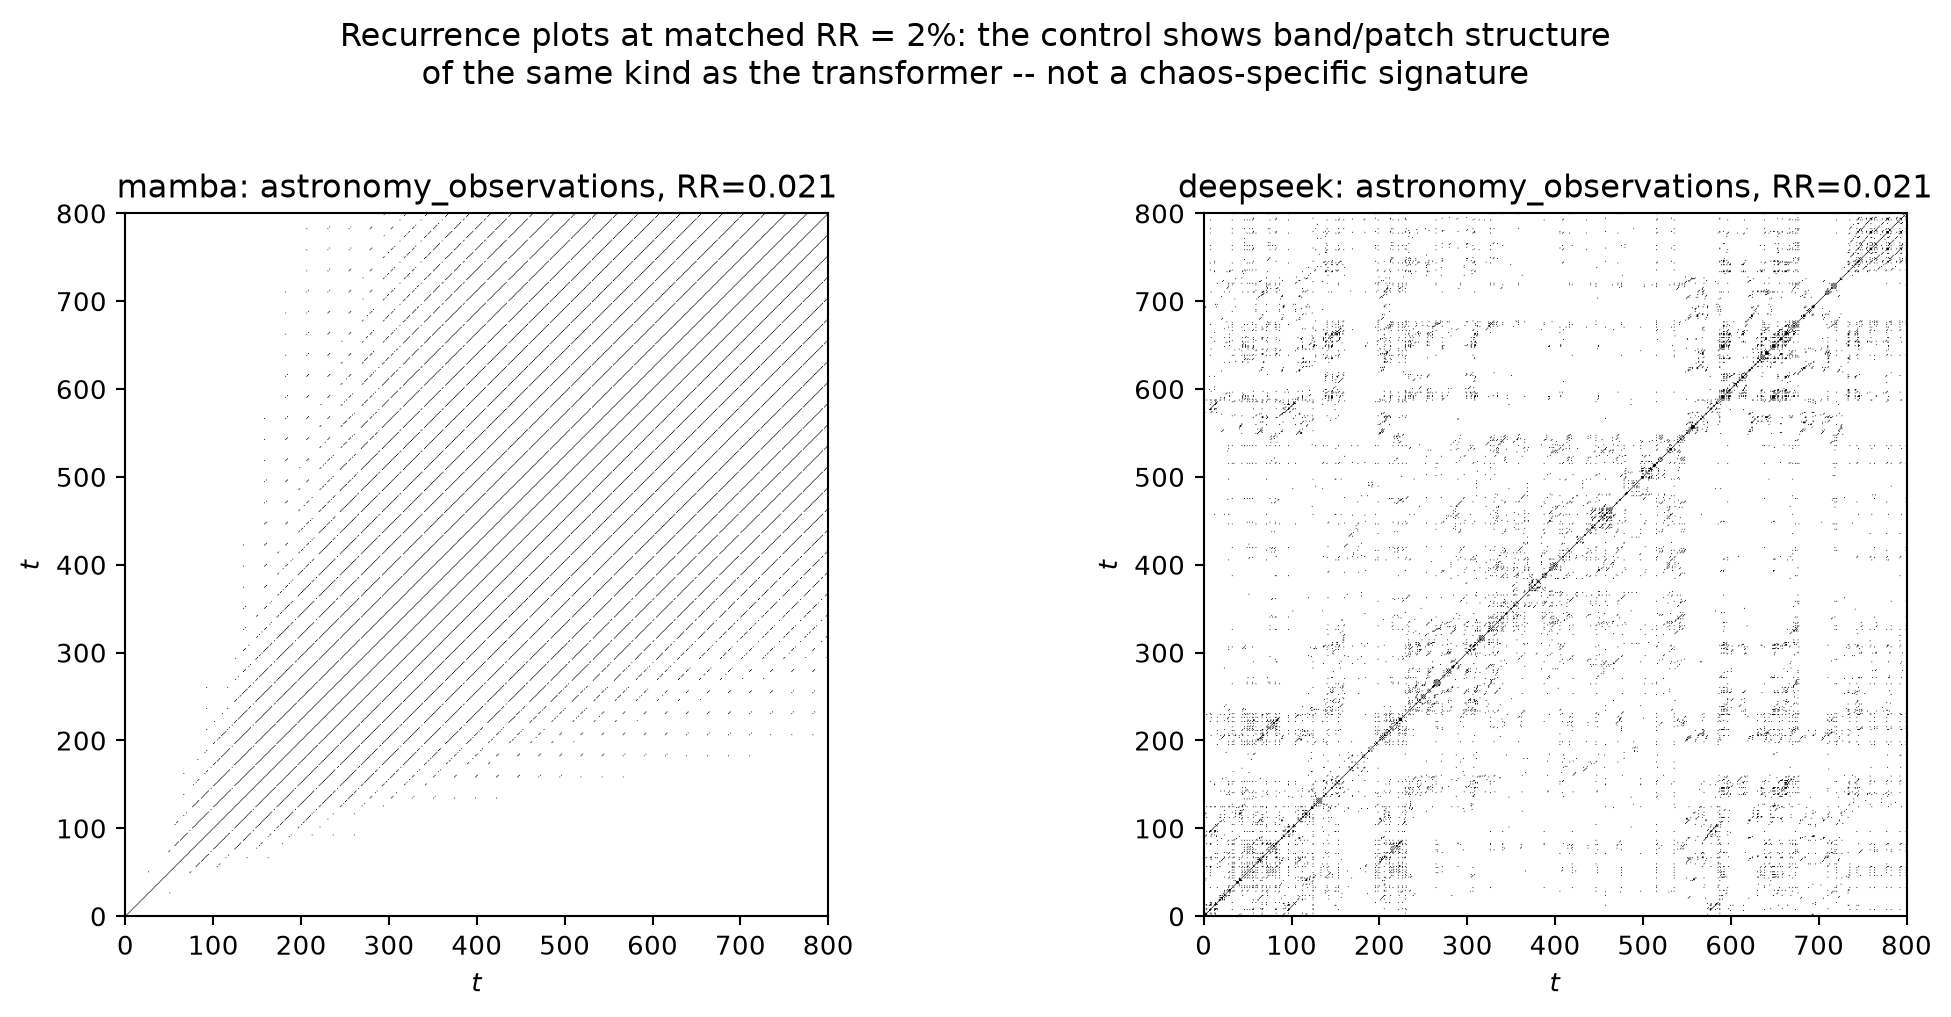 Recurrence plots at matched RR = 2%: the control shows band/patch structure
of the same kind as the transformer -- not a chaos-specific signature
mamba: astronomy_observations, RR=0.021
800
700
600
500
400
300
200
100
0
t
0 100 200 300 400 500 600 700 800
t
deepseek: astronomy_observations, RR=0.021
800
700
600
500
400
300
200
100
0
t
0 100 200 300 400 500 600 700 800
t